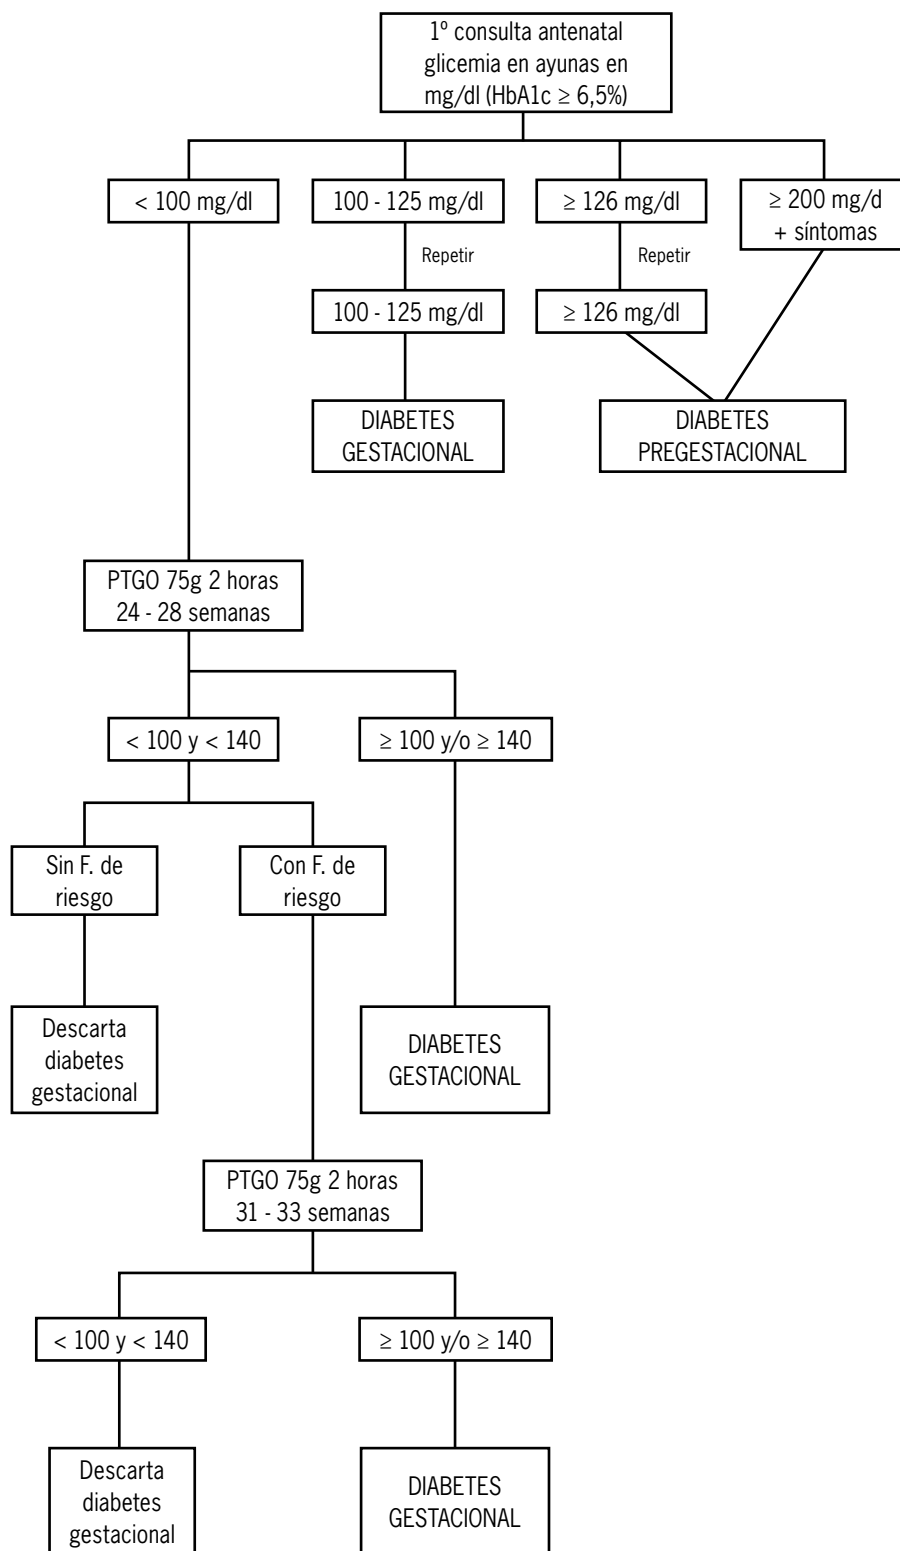 1º consulta antenatal
glicemia en ayunas en
mg/dl (HbA1c ≥ 6,5%)
< 100 mg/dl
100 - 125 mg/dl
≥ 126 mg/dl
≥ 200 mg/d
+ síntomas
Repetir
Repetir
100 - 125 mg/dl
≥ 126 mg/dl
DIABETES
GESTACIONAL
DIABETES
PREGESTACIONAL
PTGO 75g 2 horas
24 - 28 semanas
< 100 y < 140
≥ 100 y/o ≥ 140
Sin F. de
riesgo
Con F. de
riesgo
Descarta
diabetes
gestacional
DIABETES
GESTACIONAL
PTGO 75g 2 horas
31 - 33 semanas
< 100 y < 140
≥ 100 y/o ≥ 140
Descarta
diabetes
gestacional
DIABETES
GESTACIONAL